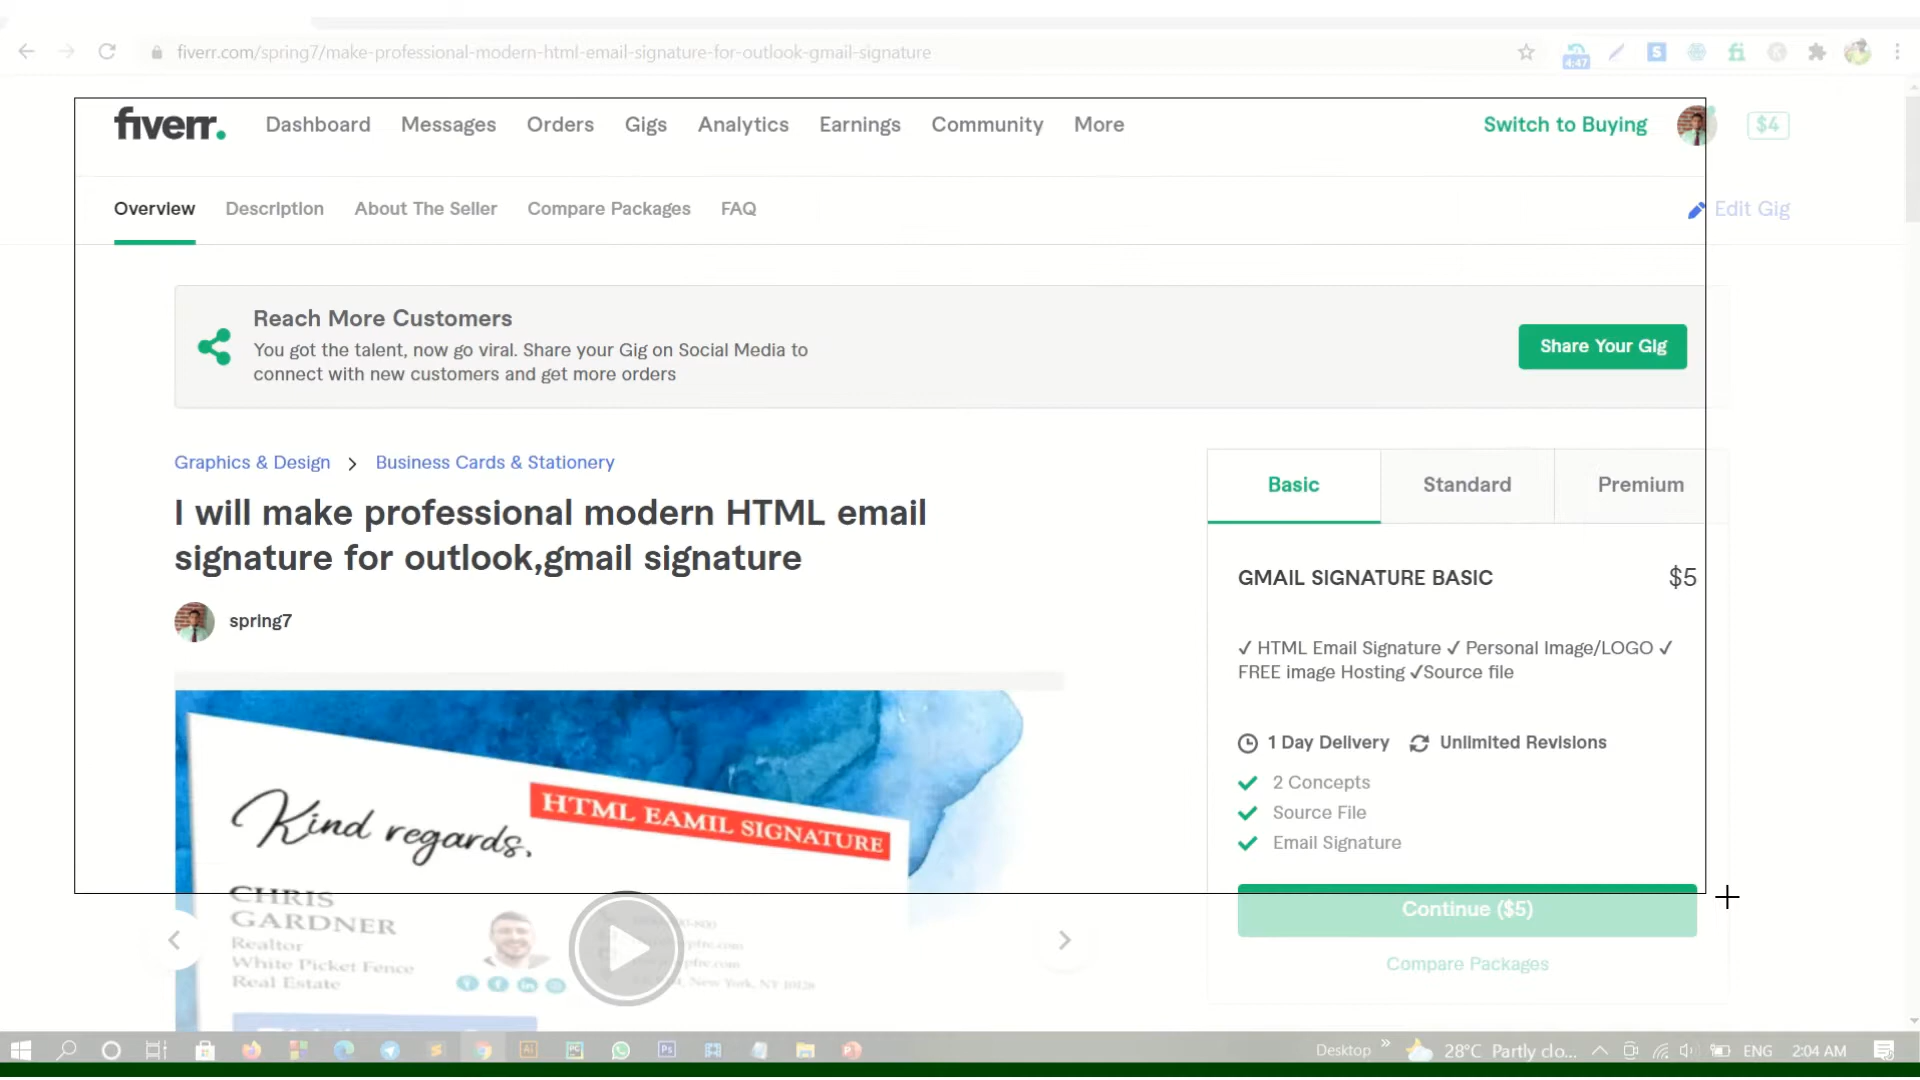 fiverr.com/spring7/make-professional-modern-html-email-signature-for-outlook-gmail-signature
4:47
fiverr.
Dashboard Messages Orders Gigs Analytics Earnings Community More
Switch to Buying
$4
Overview Description About The Seller Compare Packages FAQ
Edit Gig
Reach More Customers
You got the talent, now go viral. Share your Gig on Social Media to
connect with new customers and get more orders
Share Your Gig
Graphics & Design > Business Cards & Stationery
I will make professional modern HTML email
signature for outlook,gmail signature
spring7
Basic Standard Premium
GMAIL SIGNATURE BASIC $5
✓ HTML Email Signature ✓ Personal Image/LOGO ✓
FREE image Hosting ✓Source file
1 Day Delivery Unlimited Revisions
✓ 2 Concepts
✓ Source File
✓ Email Signature
Continue ($5)
Compare Packages
Kind regards.
HTML EAMIL SIGNATURE
CHRIS
GARDNER
Realtor
White Picket Fence
Real Estate
New York, NY 10126
Desktop » 28°C Partly clo... ENG 2:04 AM